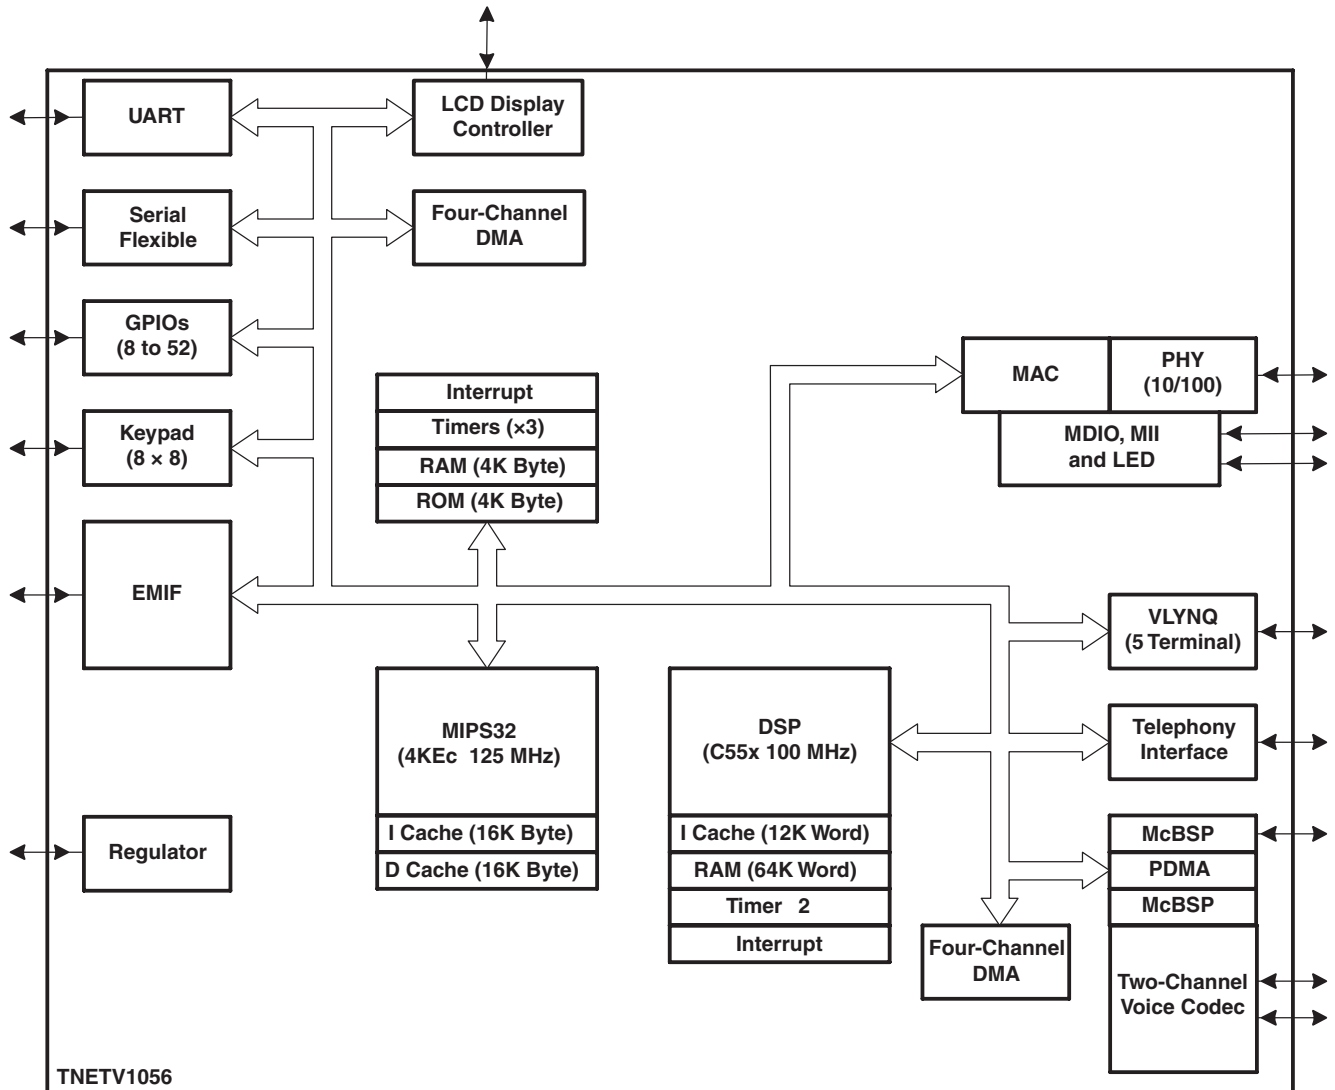 UART
LCD Display
Controller
Serial
Flexible
Four-Channel
DMA
GPIOs
(8 to 52)
MAC
PHY
(10/100)
MDIO, MII
and LED
Interrupt
Timers (×3)
RAM (4K Byte)
ROM (4K Byte)
Keypad
(8 × 8)
EMIF
VLYNQ
(5 Terminal)
MIPS32
(4KEc 125 MHz)
I Cache (16K Byte)
D Cache (16K Byte)
DSP
(C55x 100 MHz)
I Cache (12K Word)
RAM (64K Word)
Timer 2
Interrupt
Telephony
Interface
Regulator
McBSP
PDMA
McBSP
Four-Channel
DMA
Two-Channel
Voice Codec
TNETV1056